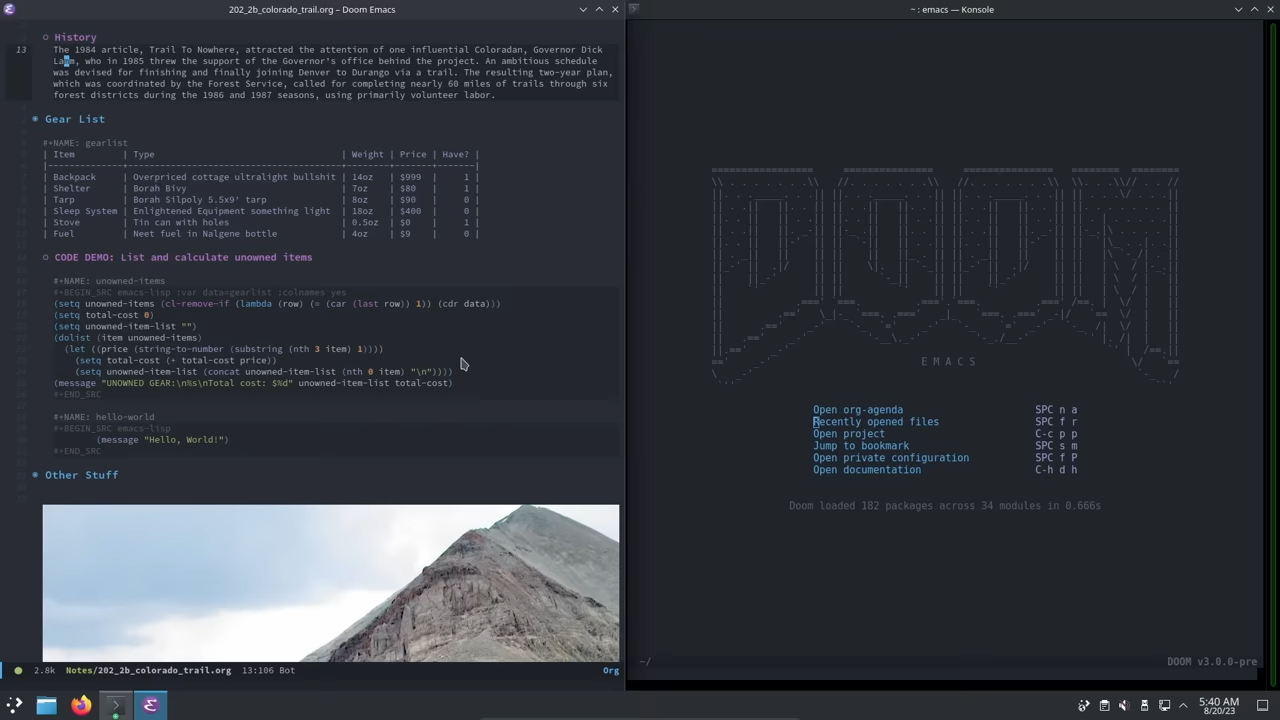 202_2b_colorado_trail.org – Doom Emacs
~ : emacs — Konsole
History
13 The 1984 article, Trail To Nowhere, attracted the attention of one influential Coloradan, Governor Dick
Lamm, who in 1985 threw the support of the Governor's office behind the project. An ambitious schedule
was devised for finishing and finally joining Denver to Durango via a trail. The resulting two-year plan,
which was coordinated by the Forest Service, called for completing nearly 60 miles of trails through six
forest districts during the 1986 and 1987 seasons, using primarily volunteer labor.
Gear List
#+NAME: gearlist
| Item | Type | Weight | Price | Have? |
| Backpack | Overpriced cottage ultralight bullshit | 14oz | $999 | 1 |
| Shelter | Borah Bivy | 7oz | $80 | 1 |
| Tarp | Borah Silpoly 5.5x9' tarp | 8oz | $90 | 0 |
| Sleep System | Enlightened Equipment something light | 18oz | $400 | 0 |
| Stove | Tin can with holes | 0.5oz | $0 | 1 |
| Fuel | Neet fuel in Nalgene bottle | 4oz | $9 | 0 |
CODE DEMO: List and calculate unowned items
#+NAME: unowned-items
#+BEGIN_SRC emacs-lisp :var data=gearlist :colnames yes
(setq unowned-items (cl-remove-if (lambda (row) (= (car (last row)) 1)) (cdr data)))
(setq total-cost 0)
(setq unowned-item-list "")
(dolist (item unowned-items)
(let ((price (string-to-number (substring (nth 3 item) 1))))
(setq total-cost (+ total-cost price))
(setq unowned-item-list (concat unowned-item-list (nth 0 item) "\n"))))
(message "UNOWNED GEAR:\n%s\nTotal cost: $%d" unowned-item-list total-cost)
#+END_SRC
#+NAME: hello-world
#+BEGIN_SRC emacs-lisp
(message "Hello, World!")
#+END_SRC
Other Stuff
2.8k Notes/202_2b_colorado_trail.org 13:106 Bot Org
E M A C S
Open org-agenda SPC n a
Recently opened files SPC f r
Open project C-c p p
Jump to bookmark SPC s m
Open private configuration SPC f P
Open documentation C-h d h
Doom loaded 182 packages across 34 modules in 0.666s
~/ DOOM v3.0.0-pre
5:40 AM
8/20/23